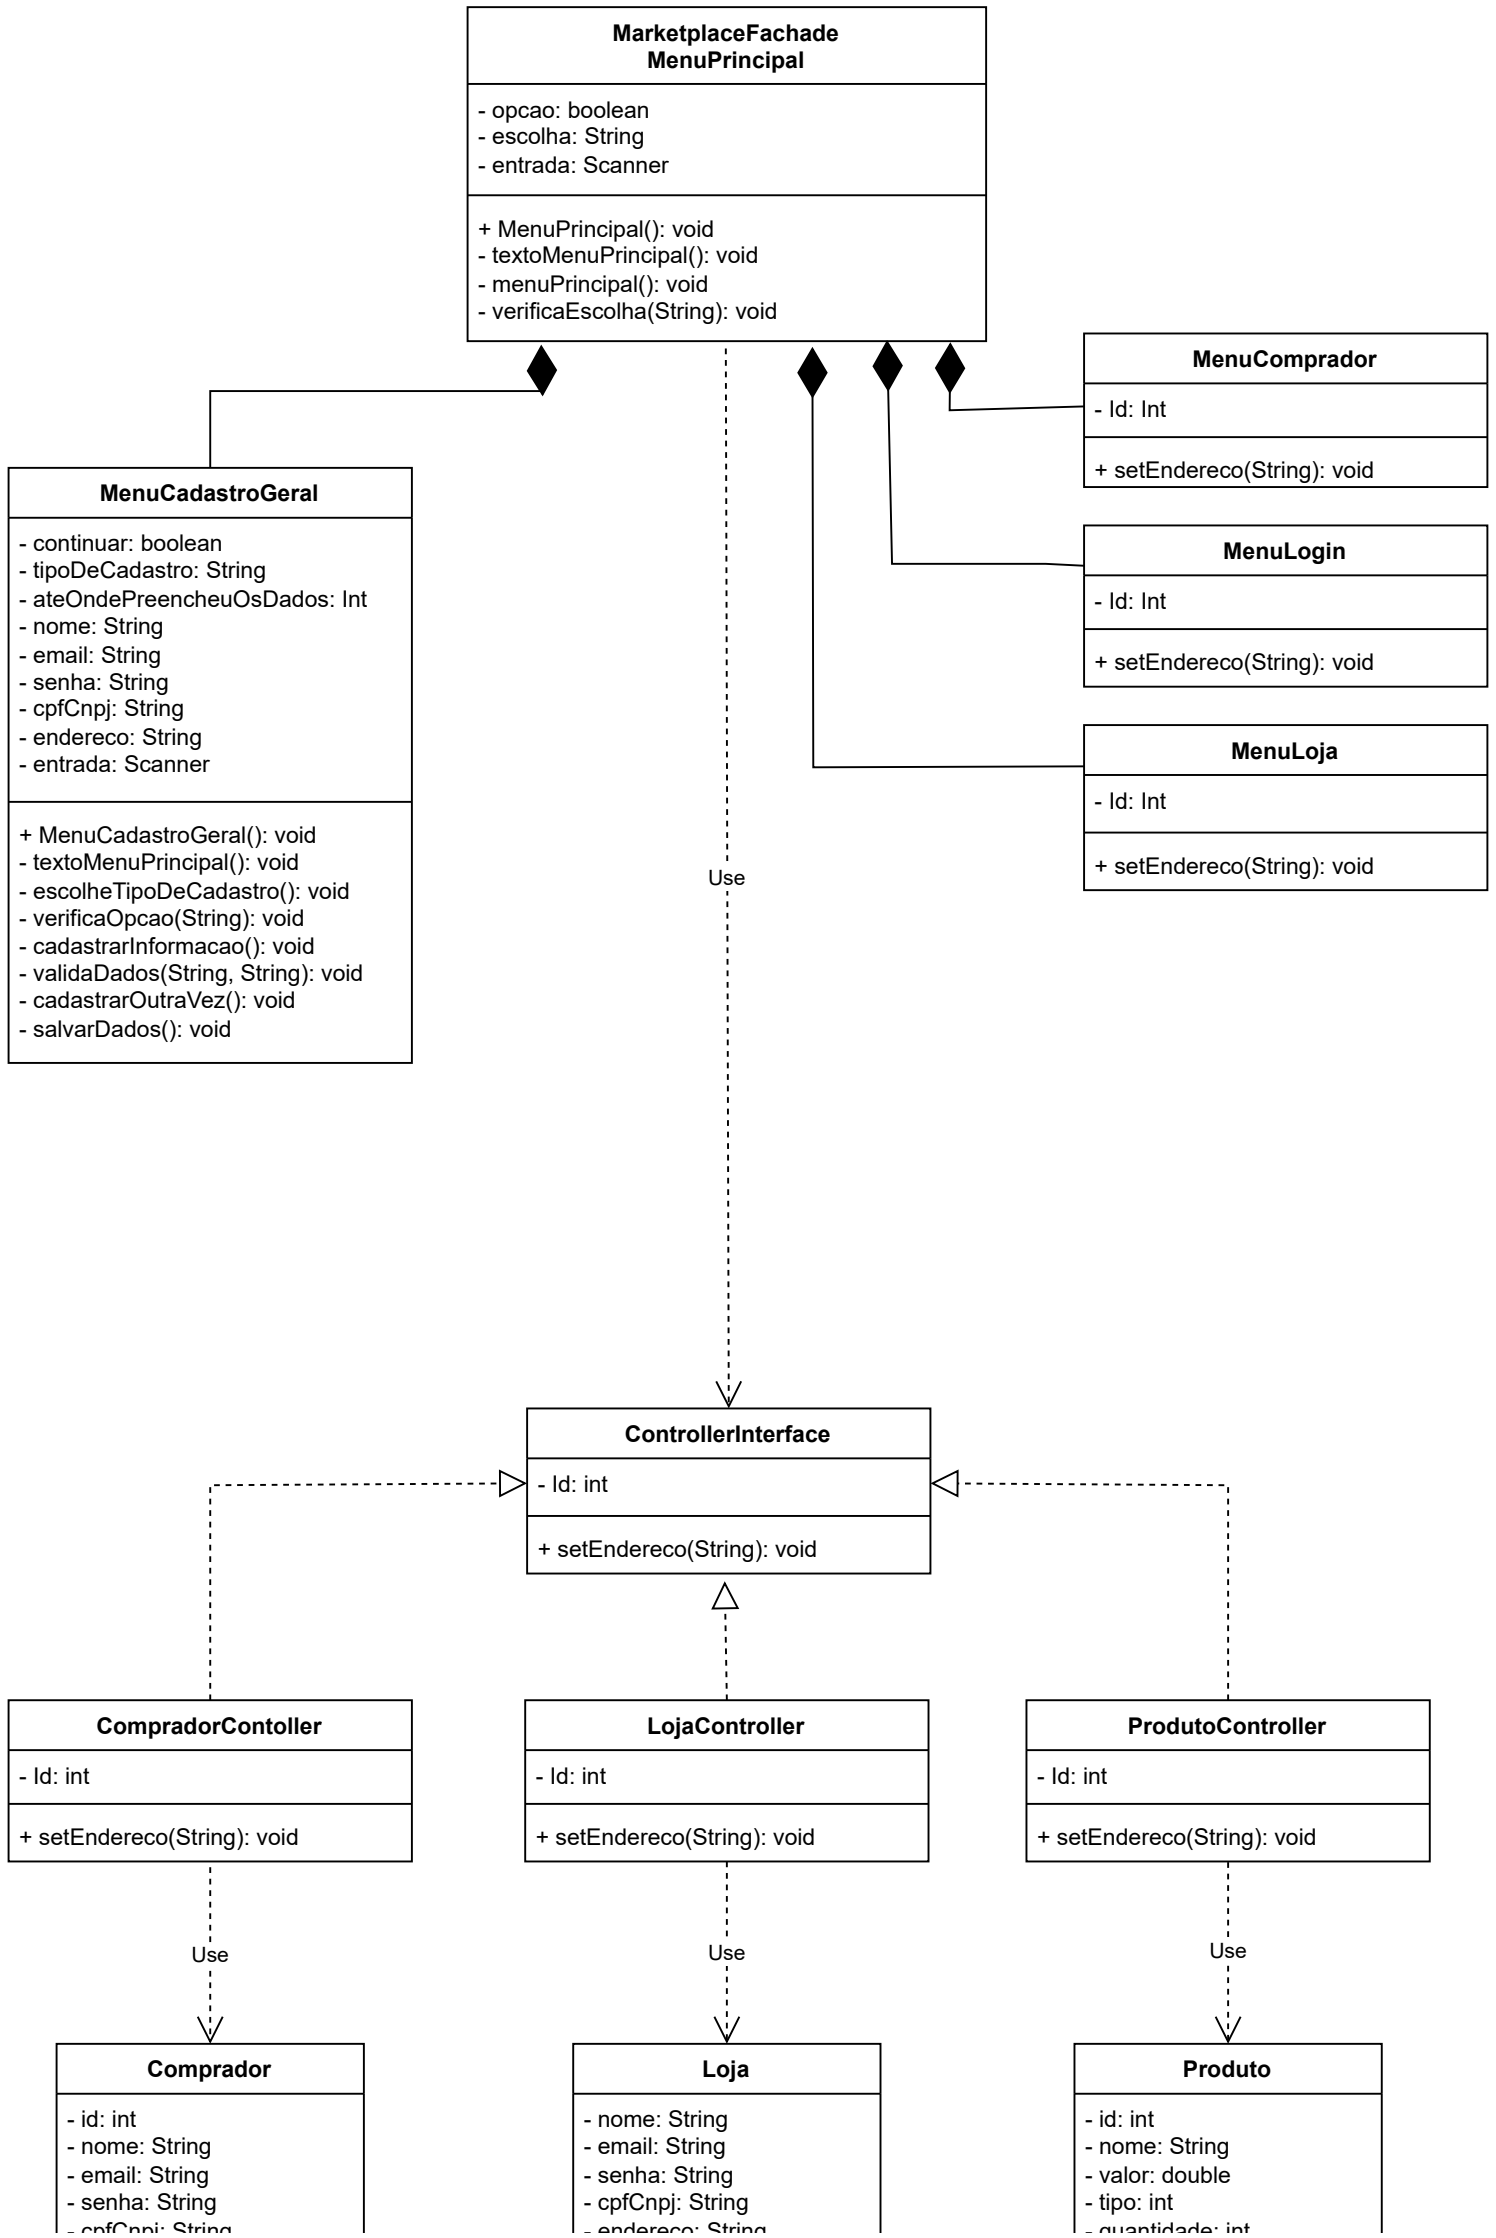 MarketplaceFachade
MenuPrincipal
- opcao: boolean
- escolha: String
- entrada: Scanner
+ MenuPrincipal(): void
- textoMenuPrincipal(): void
- menuPrincipal(): void
- verificaEscolha(String): void
MenuComprador
- Id: Int
+ setEndereco(String): void
MenuCadastroGeral
- continuar: boolean
- tipoDeCadastro: String
- ateOndePreencheuOsDados: Int
- nome: String
- email: String
- senha: String
- cpfCnpj: String
- endereco: String
- entrada: Scanner
+ MenuCadastroGeral(): void
- textoMenuPrincipal(): void
- escolheTipoDeCadastro(): void
- verificaOpcao(String): void
- cadastrarInformacao(): void
- validaDados(String, String): void
- cadastrarOutraVez(): void
- salvarDados(): void
MenuLogin
- Id: Int
+ setEndereco(String): void
MenuLoja
- Id: Int
+ setEndereco(String): void
Use
ControllerInterface
- Id: int
+ setEndereco(String): void
CompradorContoller
- Id: int
+ setEndereco(String): void
LojaController
- Id: int
+ setEndereco(String): void
ProdutoController
- Id: int
+ setEndereco(String): void
Use
Use
Use
Comprador
- id: int
- nome: String
- email: String
- senha: String
- cpfCnpj: String
Loja
- nome: String
- email: String
- senha: String
- cpfCnpj: String
- endereco: String
Produto
- id: int
- nome: String
- valor: double
- tipo: int
- quantidade: int